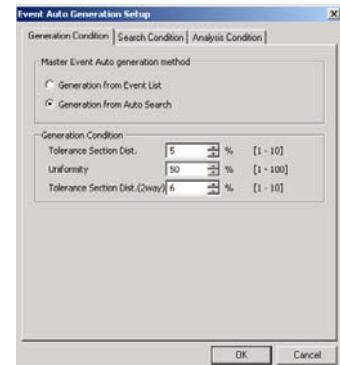 Event Auto Generation Setup
Generation Condition Search Condition Analysis Condition
Master Event Auto generation method
Generation from Event List
Generation from Auto Search
Generation Condition
Tolerance Section Dist. 5 % [1 - 10]
Uniformity 50 % [1 - 100]
Tolerance Section Dist.(2way) 6 % [1 - 10]
OK Cancel